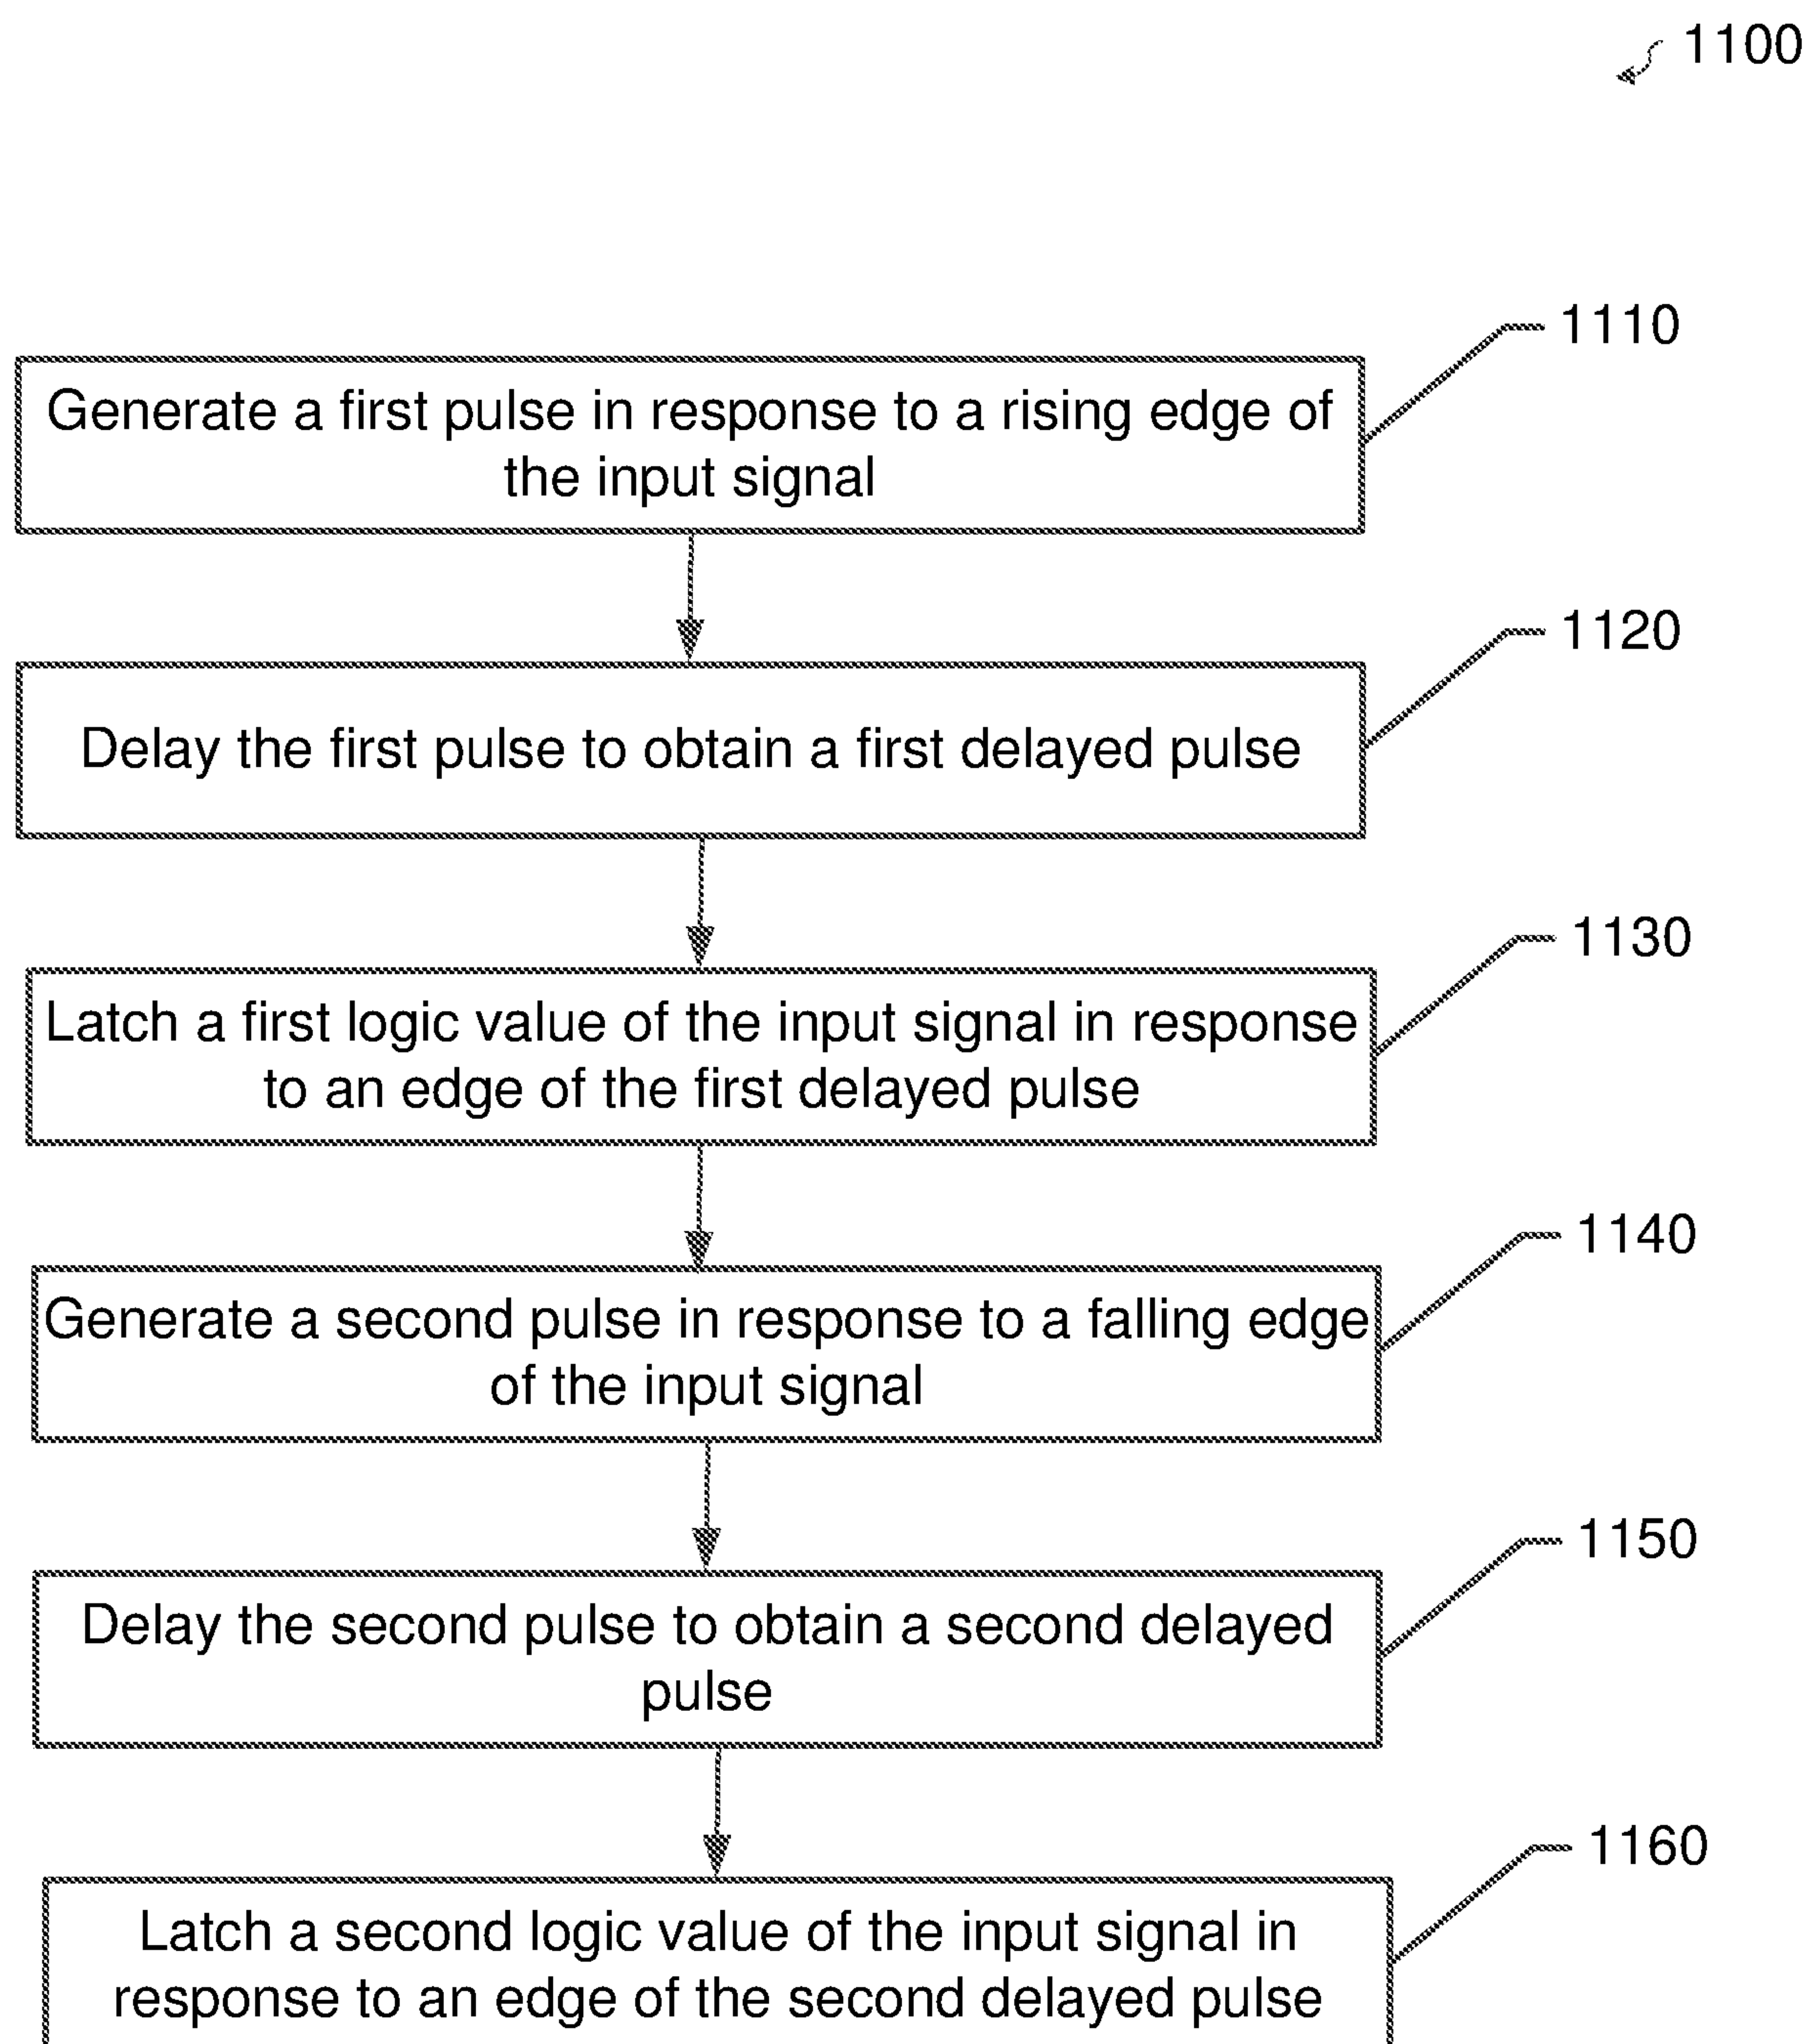 1100
1110
Generate a first pulse in response to a rising edge of
the input signal
1120
Delay the first pulse to obtain a first delayed pulse
1130
Latch a first logic value of the input signal in response
to an edge of the first delayed pulse
1140
Generate a second pulse in response to a falling edge
of the input signal
1150
Delay the second pulse to obtain a second delayed
pulse
1160
Latch a second logic value of the input signal in
response to an edge of the second delayed pulse